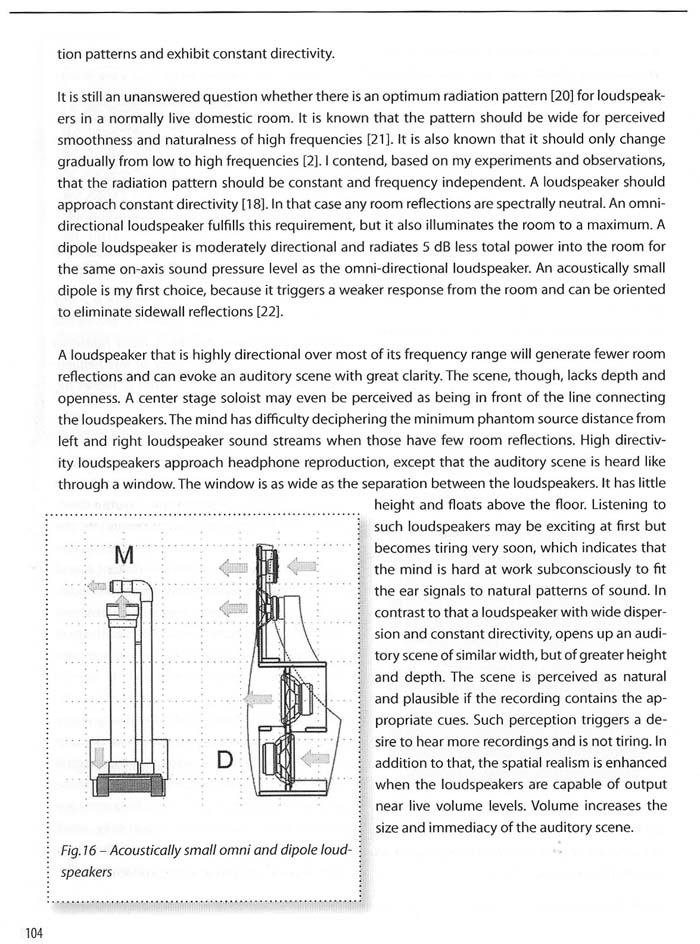 tion patterns and exhibit constant directivity.
It is still an unanswered question whether there is an optimum radiation pattern [20] for loudspeak-
ers in a normally live domestic room. It is known that the pattern should be wide for perceived
smoothness and naturalness of high frequencies [21]. It is also known that it should only change
gradually from low to high frequencies [2]. I contend, based on my experiments and observations,
that the radiation pattern should be constant and frequency independent. A loudspeaker should
approach constant directivity [18]. In that case any room reflections are spectrally neutral. An omni-
directional loudspeaker fulfills this requirement, but it also illuminates the room to a maximum. A
dipole loudspeaker is moderately directional and radiates 5 dB less total power into the room for
the same on-axis sound pressure level as the omni-directional loudspeaker. An acoustically small
dipole is my first choice, because it triggers a weaker response from the room and can be oriented
to eliminate sidewall reflections [22].
A loudspeaker that is highly directional over most of its frequency range will generate fewer room
reflections and can evoke an auditory scene with great clarity. The scene, though, lacks depth and
openness. A center stage soloist may even be perceived as being in front of the line connecting
the loudspeakers. The mind has difficulty deciphering the minimum phantom source distance from
left and right loudspeaker sound streams when those have few room reflections. High directiv-
ity loudspeakers approach headphone reproduction, except that the auditory scene is heard like
through a window. The window is as wide as the separation between the loudspeakers. It has little
height and floats above the floor. Listening to
such loudspeakers may be exciting at first but
becomes tiring very soon, which indicates that
the mind is hard at work subconsciously to fit
the ear signals to natural patterns of sound. In
contrast to that a loudspeaker with wide disper-
sion and constant directivity, opens up an audi-
tory scene of similar width, but of greater height
and depth. The scene is perceived as natural
and plausible if the recording contains the ap-
propriate cues. Such perception triggers a de-
sire to hear more recordings and is not tiring. In
addition to that, the spatial realism is enhanced
when the loudspeakers are capable of output
near live volume levels. Volume increases the
size and immediacy of the auditory scene.
M
D
Fig.16 – Acoustically small omni and dipole loud-
speakers
104